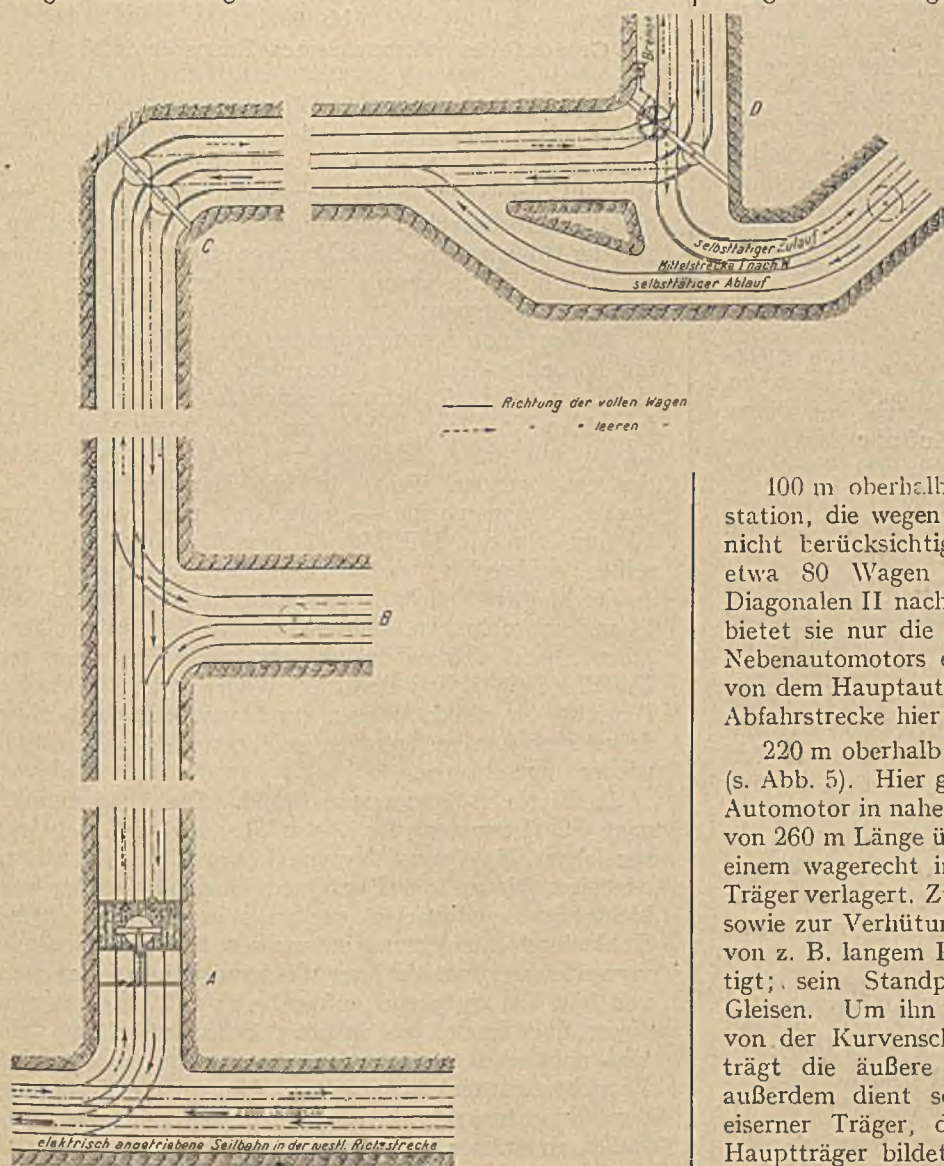 Bremse
D
C
selbsttätiger Zulauf
Mittelstrecke I nach
selbsttätiger Ablauf
Richtung der vollen Wagen
" " leeren "
B
A
elektrisch angetriebene Seilbahn in der westl. Richtstrecke
100 m oberhalb
station, die wegen
nicht berücksichtig
etwa 80 Wagen
Diagonalen II nach
bietet sie nur die
Nebenautomotors e
von dem Hauptaut
Abfahrstrecke hier
220 m oberhalb
(s. Abb. 5). Hier g
Automotor in nahe
von 260 m Länge ü
einem wagerecht in
Träger verlagert. Z
sowie zur Verhütun
von z. B. langem
tigt; sein Standp
Gleisen. Um ihn
von der Kurvensch
trägt die äußere
außerdem dient s
eiserner Träger, d
Hauptträger bildet